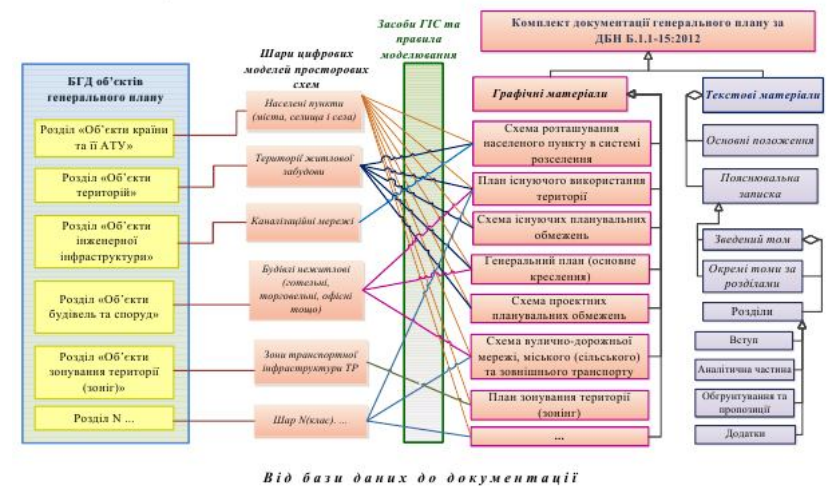 Засоби ГІС та
правила
моделювання
Комплект документації генерального плану за
ДБН Б.1.1-15:2012
Шари цифрових
моделей просторових
схем
БГД об’єктів
генерального плану
Розділ «Об’єкти країни
та її АТУ»
Розділ «Об’єкти
територій»
Розділ «Об’єкти
інженерної
інфраструктури»
Розділ «Об’єкти
будівель та споруд»
Розділ «Об’єкти
зонування території
(зоніг)»
Розділ N ...
Населені пункти
(міста, селища і села)
Території житлової
забудови
Каналізаційні мережі
Будівлі нежитлові
(готельні,
торговельні, офісні
тощо)
Зони транспортної
інфраструктури ТР
Шар N(клас). ...
Графічні матеріали
Схема розташування
населеного пункту в системі
розселення
План існуючого використання
території
Схема існуючих планувальних
обмежень
Генеральний план (основне
креслення)
Схема проектних
планувальних обмежень
Схема вулично-дорожньої
мережі, міського (сільського)
та зовнішнього транспорту
План зонування території
(зонінг)
...
Текстові матеріали
Основні положення
Пояснювальна
записка
Зведений том
Окремі томи за
розділами
Розділи
Вступ
Аналітична частина
Обґрунтування та
пропозиції
Додатки
Від бази даних до документації